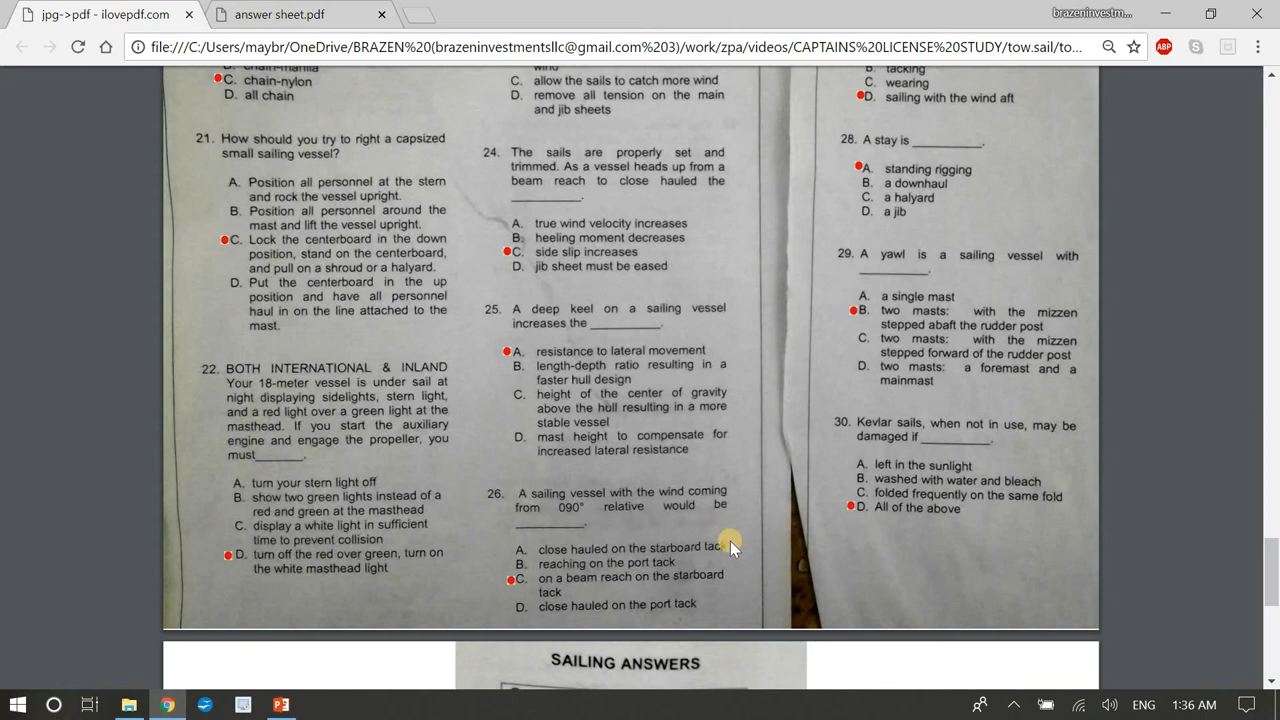 jpg->pdf - ilovepdf.com
answer sheet.pdf
brazeninvestm...
file:///C:/Users/maybr/OneDrive/BRAZEN%20(brazeninvestmentsllc@gmail.com%203)/work/zpa/videos/CAPTAINS%20LICENSE%20STUDY/tow.sail/to...
ABP
C. chain-nylon
D. all chain
21. How should you try to right a capsized
small sailing vessel?
A. Position all personnel at the stern
and rock the vessel upright.
B. Position all personnel around the
mast and lift the vessel upright.
C. Lock the centerboard in the down
position, stand on the centerboard,
and pull on a shroud or a halyard.
D. Put the centerboard in the up
position and have all personnel
haul in on the line attached to the
mast.
22. BOTH INTERNATIONAL & INLAND
Your 18-meter vessel is under sail at
night displaying sidelights, stern light,
and a red light over a green light at the
masthead. If you start the auxiliary
engine and engage the propeller, you
must________.
A. turn your stern light off
B. show two green lights instead of a
red and green at the masthead
C. display a white light in sufficient
time to prevent collision
D. turn off the red over green, turn on
the white masthead light
wind
C. allow the sails to catch more wind
D. remove all tension on the main
and jib sheets
24. The sails are properly set and
trimmed. As a vessel heads up from a
beam reach to close hauled the
___________.
A. true wind velocity increases
B. heeling moment decreases
C. side slip increases
D. jib sheet must be eased
25. A deep keel on a sailing vessel
increases the ___________.
A. resistance to lateral movement
B. length-depth ratio resulting in a
faster hull design
C. height of the center of gravity
above the hull resulting in a more
stable vessel
D. mast height to compensate for
increased lateral resistance
26. A sailing vessel with the wind coming
from 090° relative would be
___________.
A. close hauled on the starboard tack
B. reaching on the port tack
C. on a beam reach on the starboard
tack
D. close hauled on the port tack
B. tacking
C. wearing
D. sailing with the wind aft
28. A stay is ___________.
A. standing rigging
B. a downhaul
C. a halyard
D. a jib
29. A yawl is a sailing vessel with
___________.
A. a single mast
B. two masts: with the mizzen
stepped abaft the rudder post
C. two masts: with the mizzen
stepped forward of the rudder post
D. two masts: a foremast and a
mainmast
30. Kevlar sails, when not in use, may be
damaged if ___________.
A. left in the sunlight
B. washed with water and bleach
C. folded frequently on the same fold
D. All of the above
SAILING ANSWERS
ENG
1:36 AM